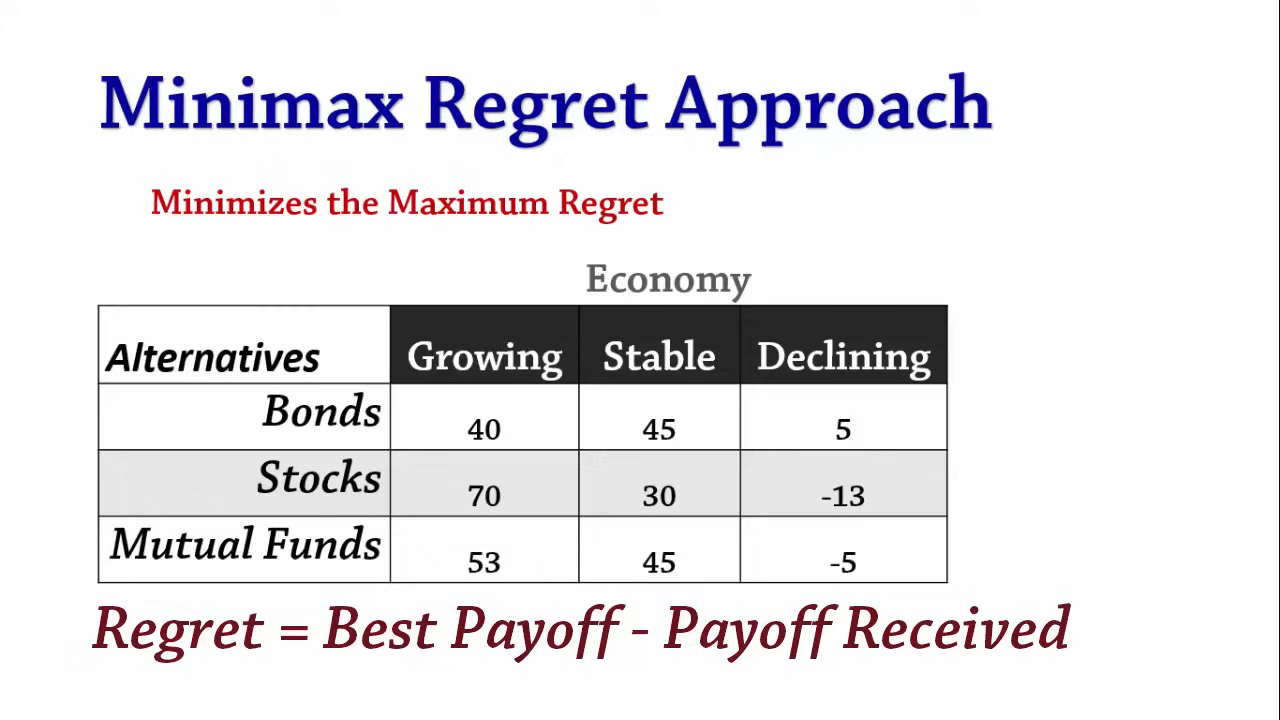 Minimax Regret Approach
Minimizes the Maximum Regret
Economy
Alternatives Growing Stable Declining
Bonds 40 45 5
Stocks 70 30 -13
Mutual Funds 53 45 -5
Regret = Best Payoff - Payoff Received